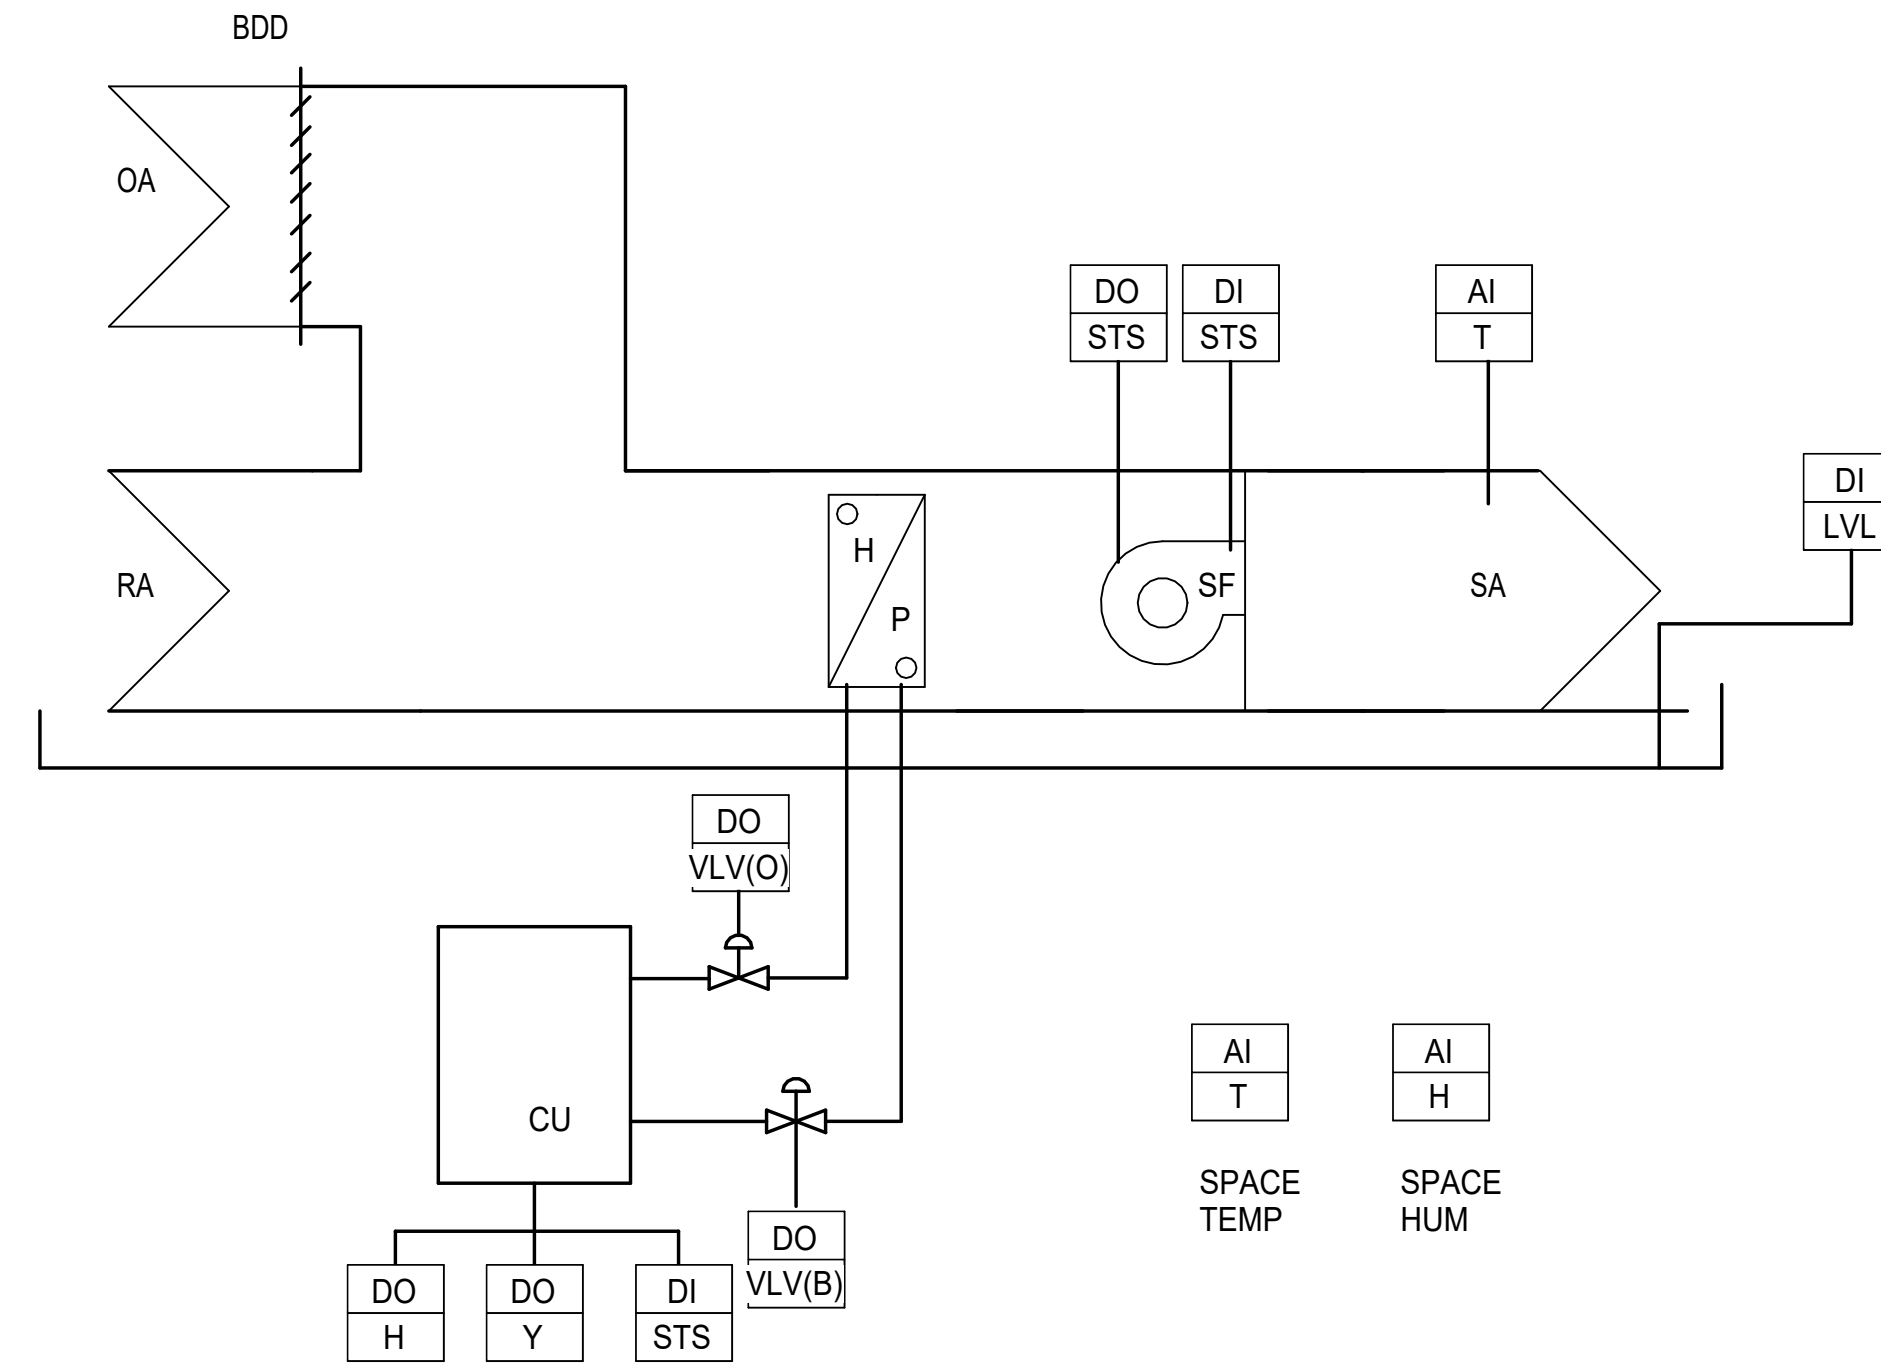 BDD
OA
DO
STS
DI
STS
AI
T
DI
LVL
H
P
RA
SF
SA
DO
VLV(O)
CU
AI
T
AI
H
SPACE
TEMP
SPACE
HUM
DO
VLV(B)
DO
H
DO
Y
DI
STS